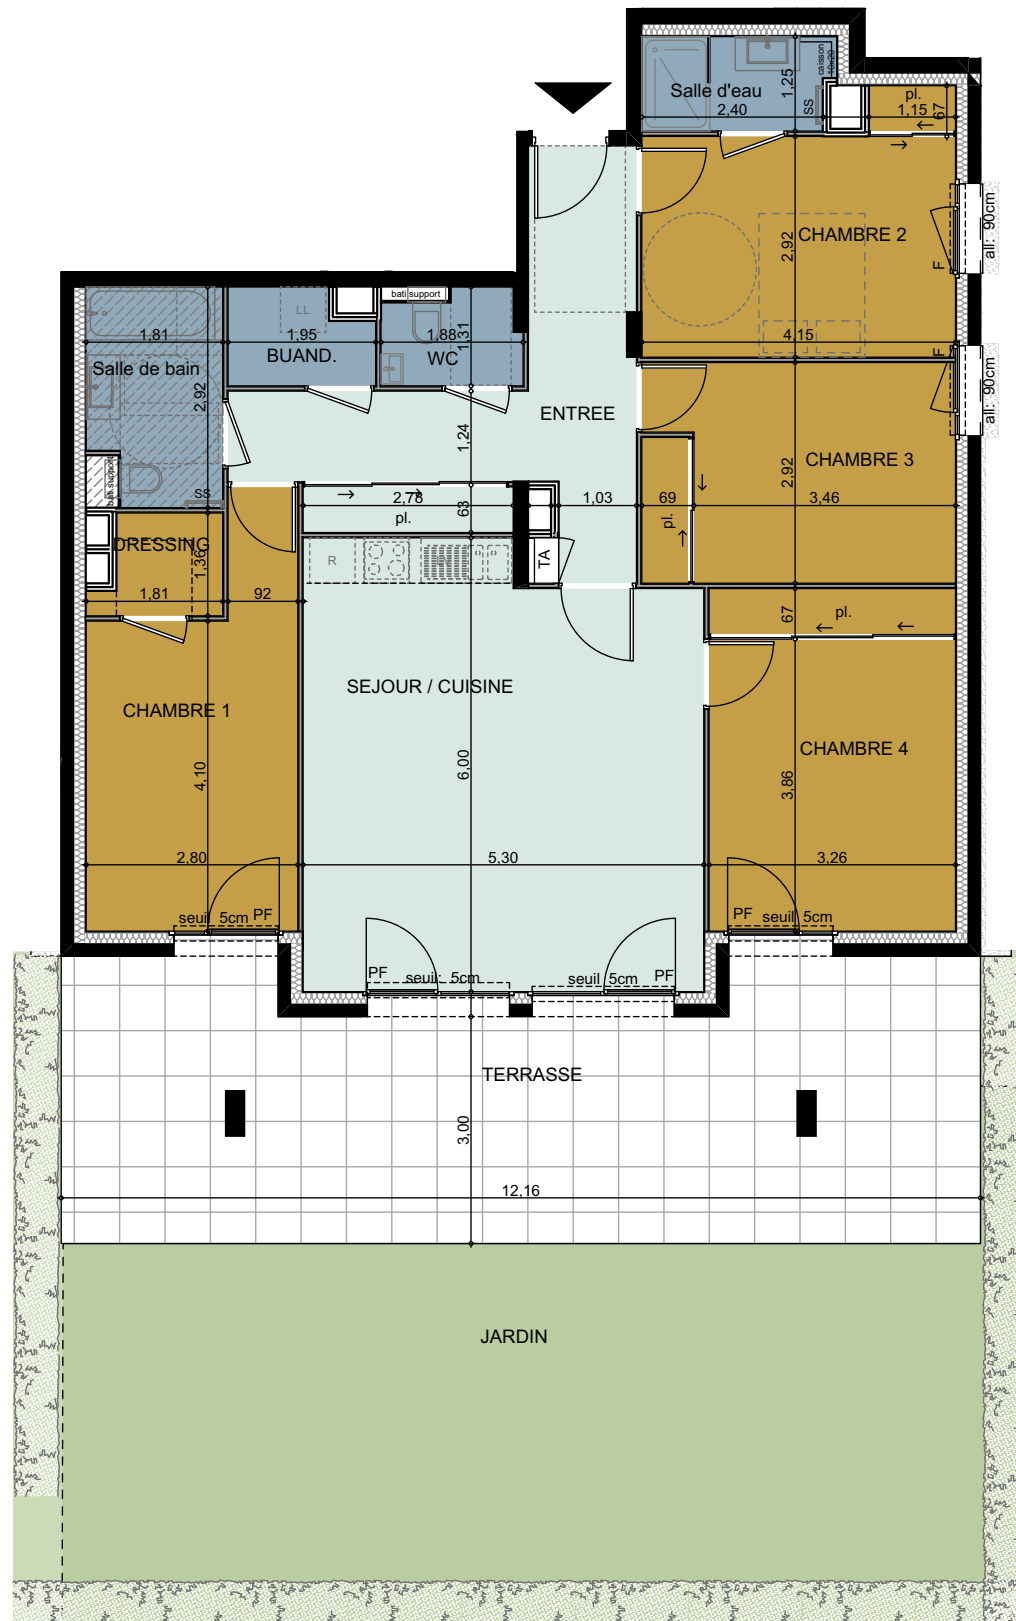 Salle d'eau
2,40
1,25
caisson
10x20
SS
pl.
1,15
67
CHAMBRE 2
2,92
4,15
F
all: 90cm
bati support
LL
1,81
1,95
1,88
1,31
BUAND.
WC
Salle de bain
2,92
bati support
SS
ENTREE
1,24
F
all: 90cm
CHAMBRE 3
2,92
3,46
2,78
63
pl.
1,03
69
pl.
DRESSING
1,36
1,81
92
R
TA
67
pl.
SEJOUR / CUISINE
CHAMBRE 1
CHAMBRE 4
4,10
6,00
3,86
2,80
5,30
3,26
seuil 5cm
PF
PF
seuil: 5cm
seuil 5cm
PF
PF
seuil 5cm
TERRASSE
3,00
12,16
JARDIN